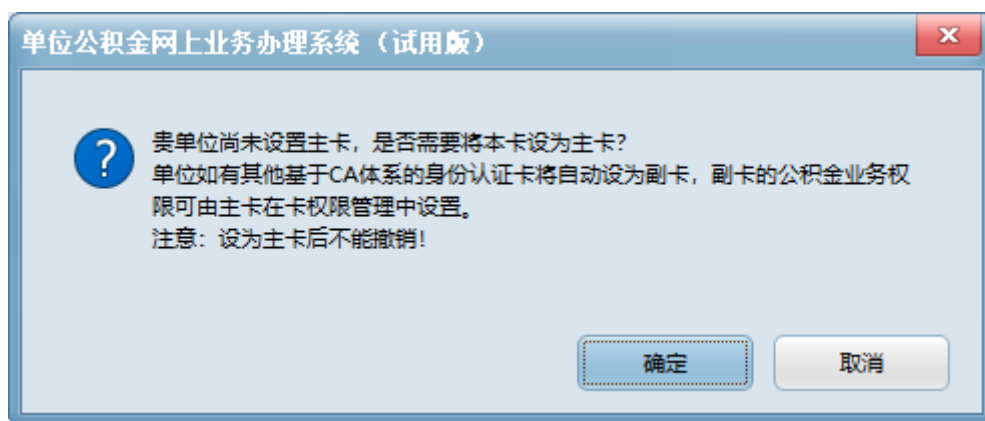 单位公积金网上业务办理系统（试用版）
贵单位尚未设置主卡，是否需要将本卡设为主卡？
单位如有其他基于CA体系的身份认证卡将自动设为副卡，副卡的公积金业务权
限可由主卡在卡权限管理中设置。
注意：设为主卡后不能撤销！
确定
取消